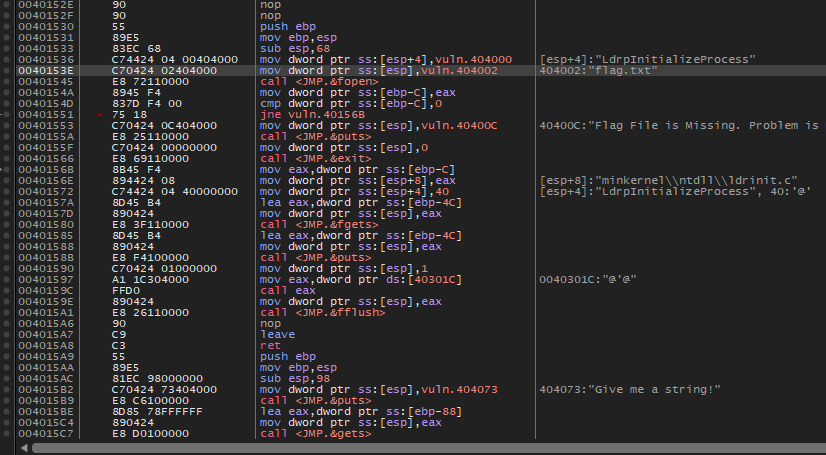 0040152E 90 nop
0040152F 90 nop
00401530 55 push ebp
00401531 89E5 mov ebp,esp
00401533 83EC 68 sub esp,68
00401536 C74424 04 00404000 mov dword ptr ss:[esp+4],vuln.404000 [esp+4]:"LdrpInitializeProcess"
0040153E C70424 02404000 mov dword ptr ss:[esp],vuln.404002 404002:"flag.txt"
00401545 E8 72110000 call <JMP.&fopen>
0040154A 8945 F4 mov dword ptr ss:[ebp-C],eax
0040154D 837D F4 00 cmp dword ptr ss:[ebp-C],0
00401551 75 18 jne vuln.40156B
00401553 C70424 0C404000 mov dword ptr ss:[esp],vuln.40400C 40400C:"Flag File is Missing. Problem is
0040155A E8 25110000 call <JMP.&puts>
0040155F C70424 00000000 mov dword ptr ss:[esp],0
00401566 E8 69110000 call <JMP.&exit>
0040156B 8B45 F4 mov eax,dword ptr ss:[ebp-C]
0040156E 894424 08 mov dword ptr ss:[esp+8],eax [esp+8]:"minkernel\\ntdll\\ldrinit.c"
00401572 C74424 04 40000000 mov dword ptr ss:[esp+4],40 [esp+4]:"LdrpInitializeProcess", 40:'@'
0040157A 8D45 B4 lea eax,dword ptr ss:[ebp-4C]
0040157D 890424 mov dword ptr ss:[esp],eax
00401580 E8 3F110000 call <JMP.&fgets>
00401585 8D45 B4 lea eax,dword ptr ss:[ebp-4C]
00401588 890424 mov dword ptr ss:[esp],eax
0040158B E8 F4100000 call <JMP.&puts>
00401590 C70424 01000000 mov dword ptr ss:[esp],1
00401597 A1 1C304000 mov eax,dword ptr ds:[40301C] 0040301C:"@'@"
0040159C FFD0 call eax
0040159E 890424 mov dword ptr ss:[esp],eax
004015A1 E8 26110000 call <JMP.&fflush>
004015A6 90 nop
004015A7 C9 leave
004015A8 C3 ret
004015A9 55 push ebp
004015AA 89E5 mov ebp,esp
004015AC 81EC 98000000 sub esp,98
004015B2 C70424 73404000 mov dword ptr ss:[esp],vuln.404073 404073:"Give me a string!"
004015B9 E8 C6100000 call <JMP.&puts>
004015BE 8D85 78FFFFFF lea eax,dword ptr ss:[ebp-88]
004015C4 890424 mov dword ptr ss:[esp],eax
004015C7 E8 D0100000 call <JMP.&gets>